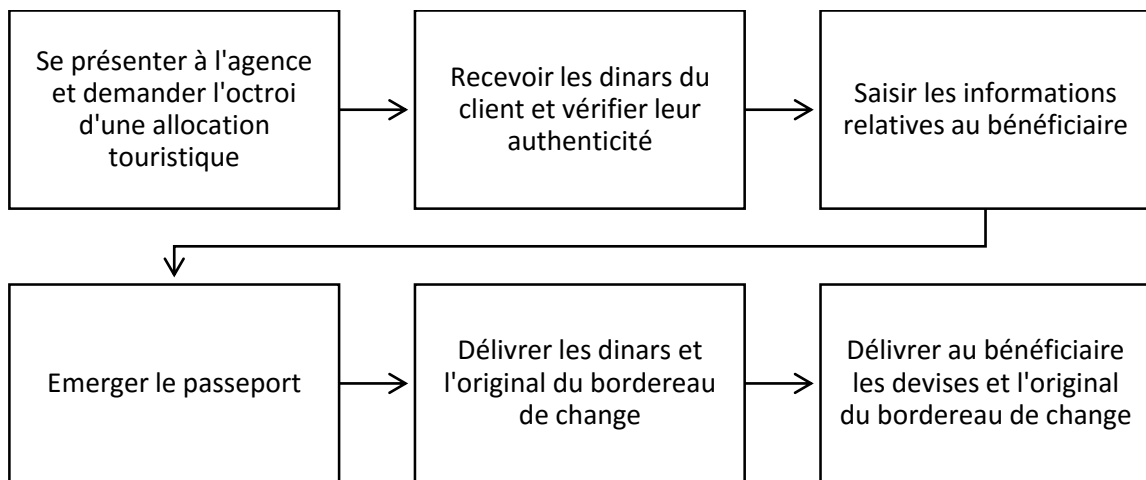 Se présenter à l'agence
et demander l'octroi
d'une allocation
touristique
Recevoir les dinars du
client et vérifier leur
authenticité
Saisir les informations
relatives au bénéficiaire
Emerger le passeport
Délivrer les dinars et
l'original du bordereau
de change
Délivrer au bénéficiaire
les devises et l'original
du bordereau de change